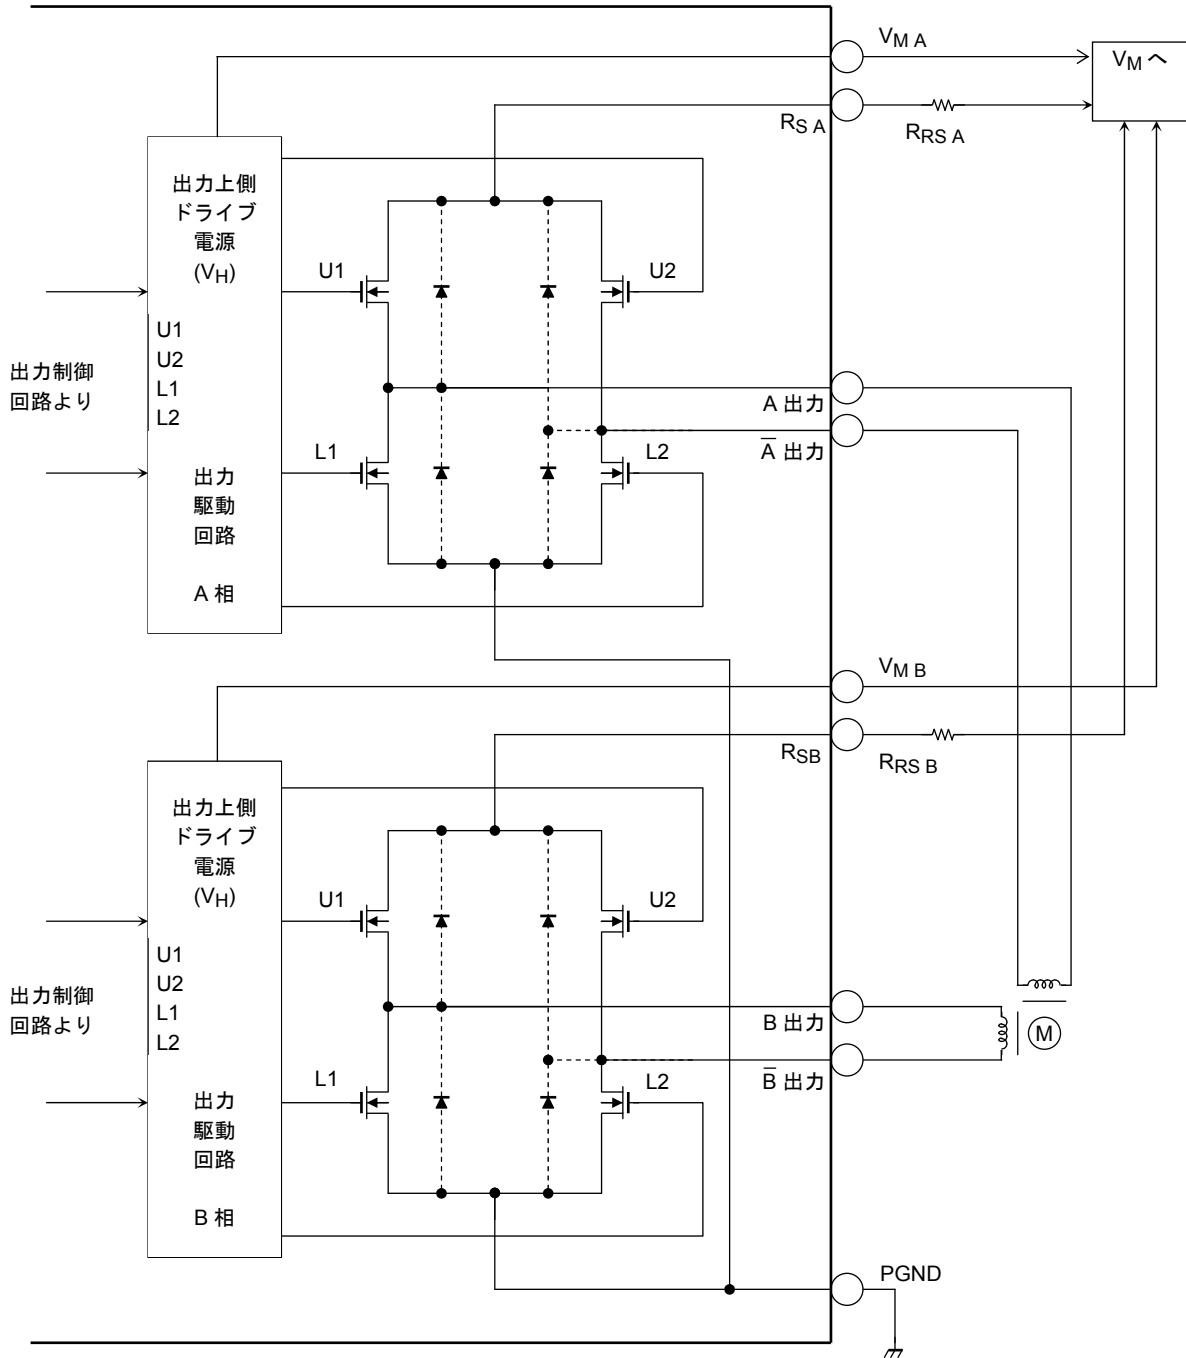 V_M A
V_M へ
R_S A
R_RS A
出力上側
ドライブ
電源
(V_H)
U1
U2
U1
U2
L1
L2
出力制御
回路より
A 出力
A̅ 出力
L1
L2
出力
駆動
回路
A 相
V_M B
R_SB
R_RS B
出力上側
ドライブ
電源
(V_H)
U1
U2
U1
U2
L1
L2
出力制御
回路より
B 出力
B̅ 出力
M
L1
L2
出力
駆動
回路
B 相
PGND